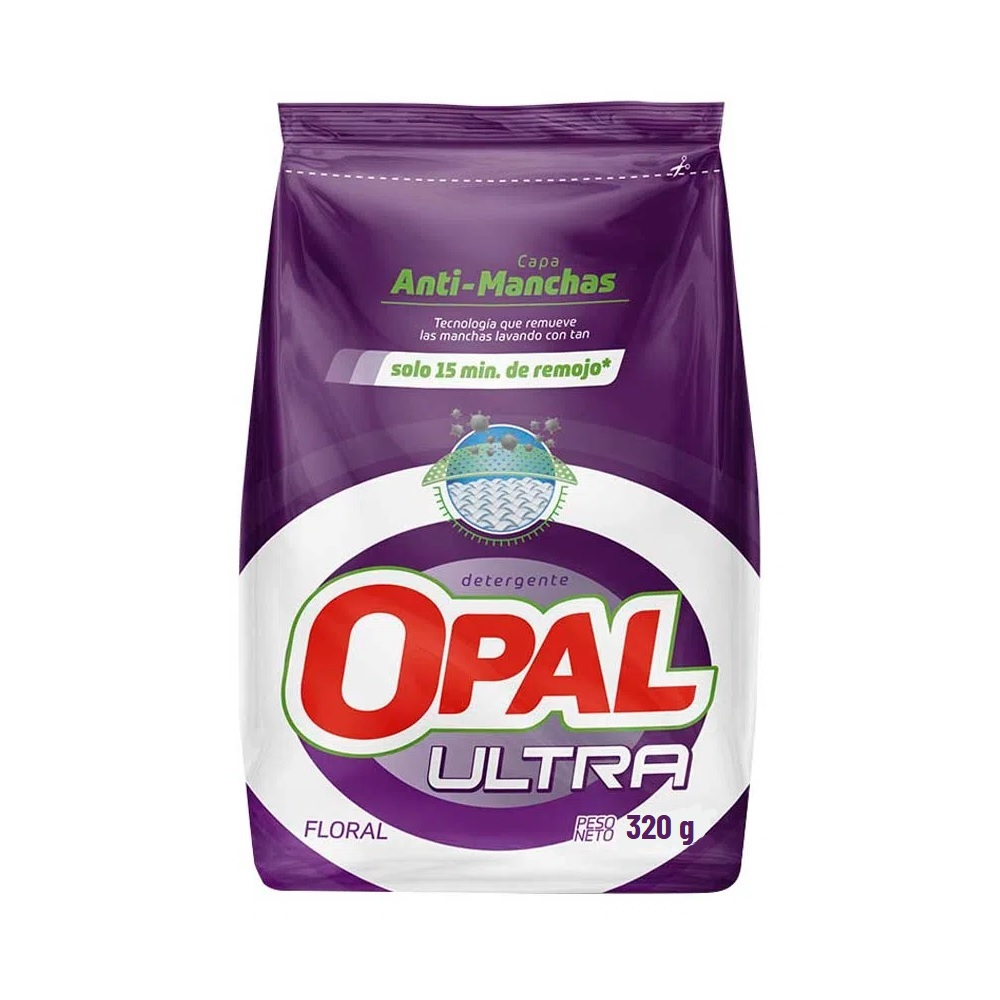 Capa
Anti-Manchas
Tecnología que remueve
las manchas lavando con tan
solo 15 min. de remojo*
detergente
OPAL
ULTRA
FLORAL
PESO
NETO 320 g